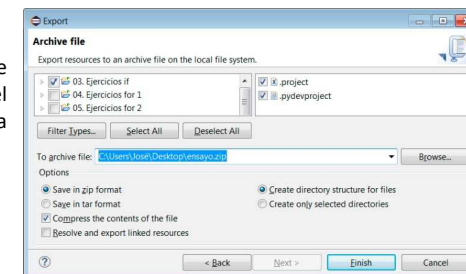 Export
Archive file
Export resources to an archive file on the local file system.
e
el
a
03. Ejercicios if
04. Ejercicios for 1
05. Ejercicios for 2
.project
.pydevproject
Filter Types...
Select All
Deselect All
To archive file: C:\Users\José\Desktop\ensayo.zip
Browse...
Options
Save in zip format
Create directory structure for files
Save in tar format
Create only selected directories
Compress the contents of the file
Resolve and export linked resources
?
< Back
Next >
Finish
Cancel